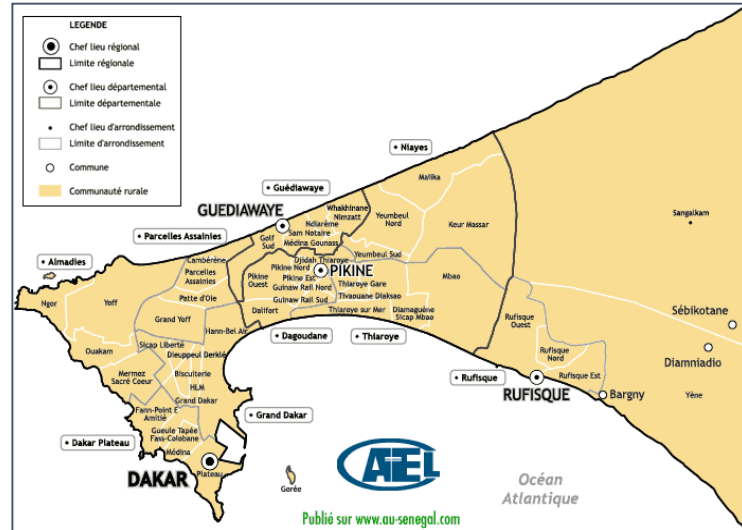 LEGENDE
Chef lieu régional
Limite régionale
Chef lieu départemental
Limite départementale
Chef lieu d'arrondissement
Limite d'arrondissement
Commune
Communauté rurale
• Niayes
Malika
• Guédiawaye
Whakhinane
Nimzatt
GUEDIAWAYE
Ndiarème
Yeumbeul
Nord
Sam Notaire
Keur Massar
Golf
Sud
Médina Gounass
• Parcelles Assainies
Sangalkam
Cambérène
Djidah Thiaroye
Yeumbeul Sud
• Almadies
Parcelles
Assainies
Pikine Nord
PIKINE
Pikine
Ouest
Pikine Est
Mbao
Guinaw Rail Nord
Thiaroye Gare
Ngor
Yoff
Patte d'Oie
Guinaw Rail Sud
Tivaouane Diaksao
Dalifort
Thiaroye sur Mer
Diamaguène
Sicap Mbao
Sébikotane
Grand Yoff
Hann-Bel Air
Rufisque
Ouest
• Dagoudane
• Thiaroye
Ouakam
Sicap Liberté
Dieuppeul Derklé
Rufisque
Nord
Diamniadio
Mermoz
Sacré Coeur
Biscuiterie
HLM
Rufisque Est
• Rufisque
Grand Dakar
RUFISQUE
Bargny
Yène
Fann-Point E
Amitié
• Grand Dakar
Gueule Tapée
Fass-Colobane
• Dakar Plateau
Médina
DAKAR
Plateau
ATEL
Gorée
Océan
Atlantique
Publié sur www.au-senegal.com